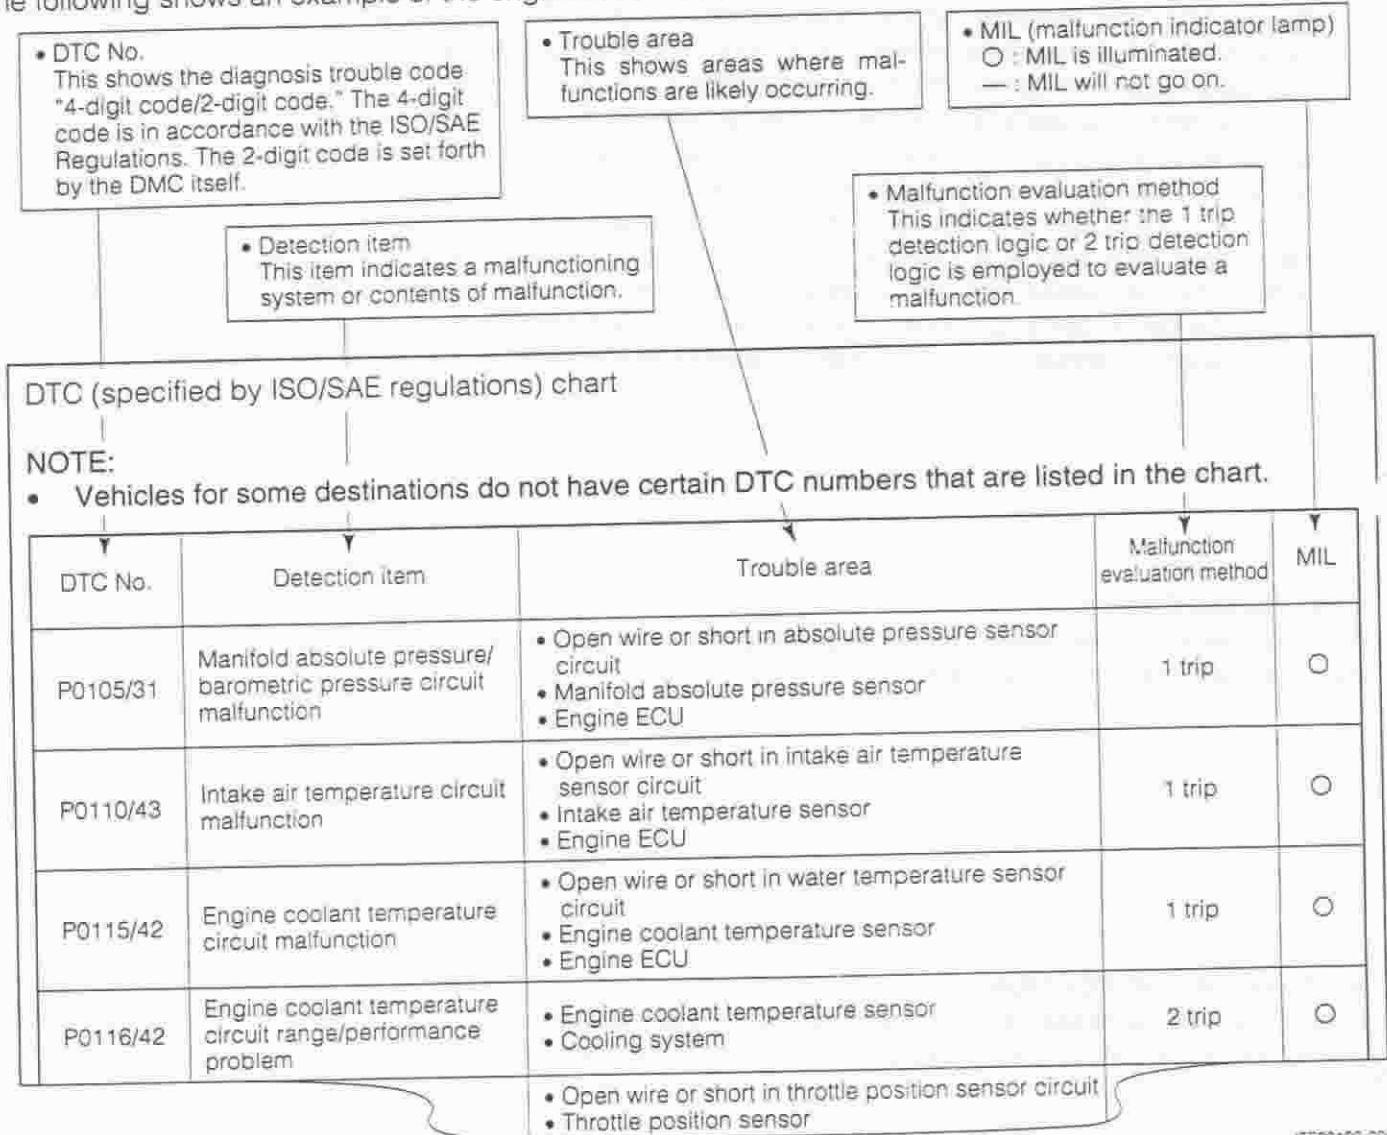 following shows an example of the
• DTC No.
This shows the diagnosis trouble code
"4-digit code/2-digit code." The 4-digit
code is in accordance with the ISO/SAE
Regulations. The 2-digit code is set forth
by the DMC itself.
• Trouble area
This shows areas where mal-
functions are likely occurring.
• MIL (malfunction indicator lamp)
○ : MIL is illuminated.
— : MIL will not go on.
• Detection item
This item indicates a malfunctioning
system or contents of malfunction.
• Malfunction evaluation method
This indicates whether the 1 trip
detection logic or 2 trip detection
logic is employed to evaluate a
malfunction.
DTC (specified by ISO/SAE regulations) chart
NOTE:
• Vehicles for some destinations do not have certain DTC numbers that are listed in the chart.
DTC No.
Detection item
Trouble area
Malfunction
evaluation method
MIL
P0105/31
Manifold absolute pressure/
barometric pressure circuit
malfunction
• Open wire or short in absolute pressure sensor
circuit
• Manifold absolute pressure sensor
• Engine ECU
1 trip
○
P0110/43
Intake air temperature circuit
malfunction
• Open wire or short in intake air temperature
sensor circuit
• Intake air temperature sensor
• Engine ECU
1 trip
○
P0115/42
Engine coolant temperature
circuit malfunction
• Open wire or short in water temperature sensor
circuit
• Engine coolant temperature sensor
• Engine ECU
1 trip
○
P0116/42
Engine coolant temperature
circuit range/performance
problem
• Engine coolant temperature sensor
• Cooling system
2 trip
○
• Open wire or short in throttle position sensor circuit
• Throttle position sensor